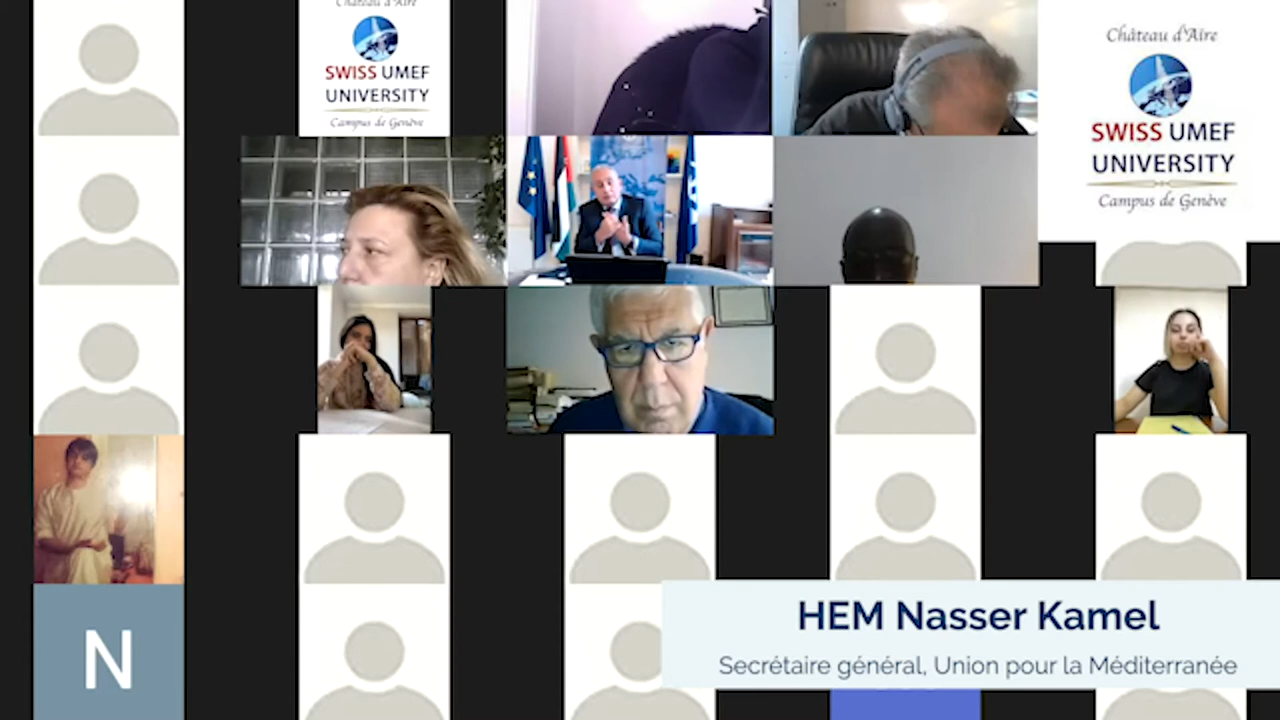 Château d'Aire
SWISS UMEF
UNIVERSITY
Campus de Genève
Château d'Aire
SWISS UMEF
UNIVERSITY
Campus de Genève
N
HEM Nasser Kamel
Secrétaire général, Union pour la Méditerranée